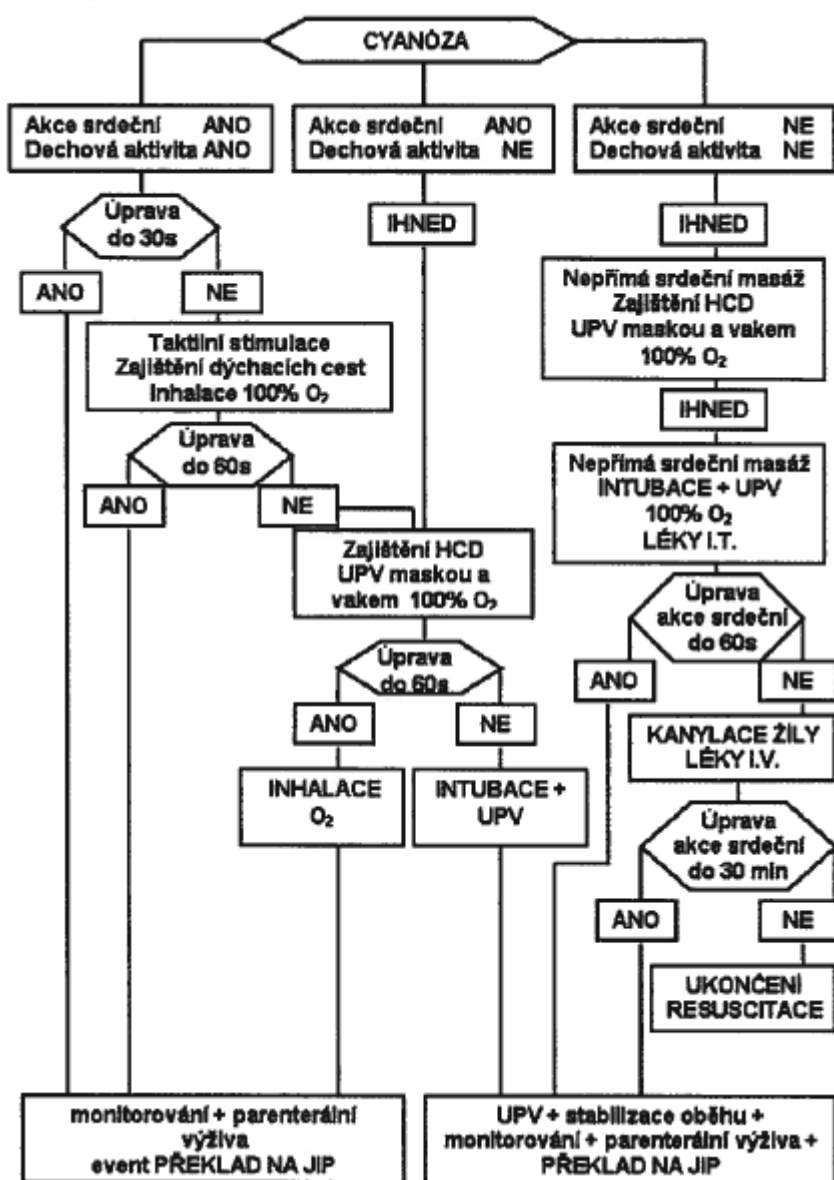 CYANÓZA
Akce srdeční ANO
Dechová aktivita ANO
Akce srdeční ANO
Dechová aktivita NE
Akce srdeční NE
Dechová aktivita NE
Úprava
do 30s
IHNED
IHNED
ANO
NE
Nepřímá srdeční masáž
Zajištění HCD
UPV maskou a vakem
100% O₂
Taktilní stimulace
Zajištění dýchacích cest
Inhalace 100% O₂
IHNED
Úprava
do 60s
Nepřímá srdeční masáž
INTUBACE + UPV
100% O₂
LÉKY I.T.
ANO
NE
Zajištění HCD
UPV maskou a
vakem 100% O₂
Úprava
akce srdeční
do 60s
Úprava
do 60s
ANO
NE
ANO
NE
KANYLACE ŽÍLY
LÉKY I.V.
INHALACE
O₂
INTUBACE +
UPV
Úprava
akce srdeční
do 30 min
ANO
NE
UKONČENÍ
RESUSCITACE
monitorování + parenterální
výživa
event PŘEKLAD NA JIP
UPV + stabilizace oběhu +
monitorování + parenterální výživa +
PŘEKLAD NA JIP